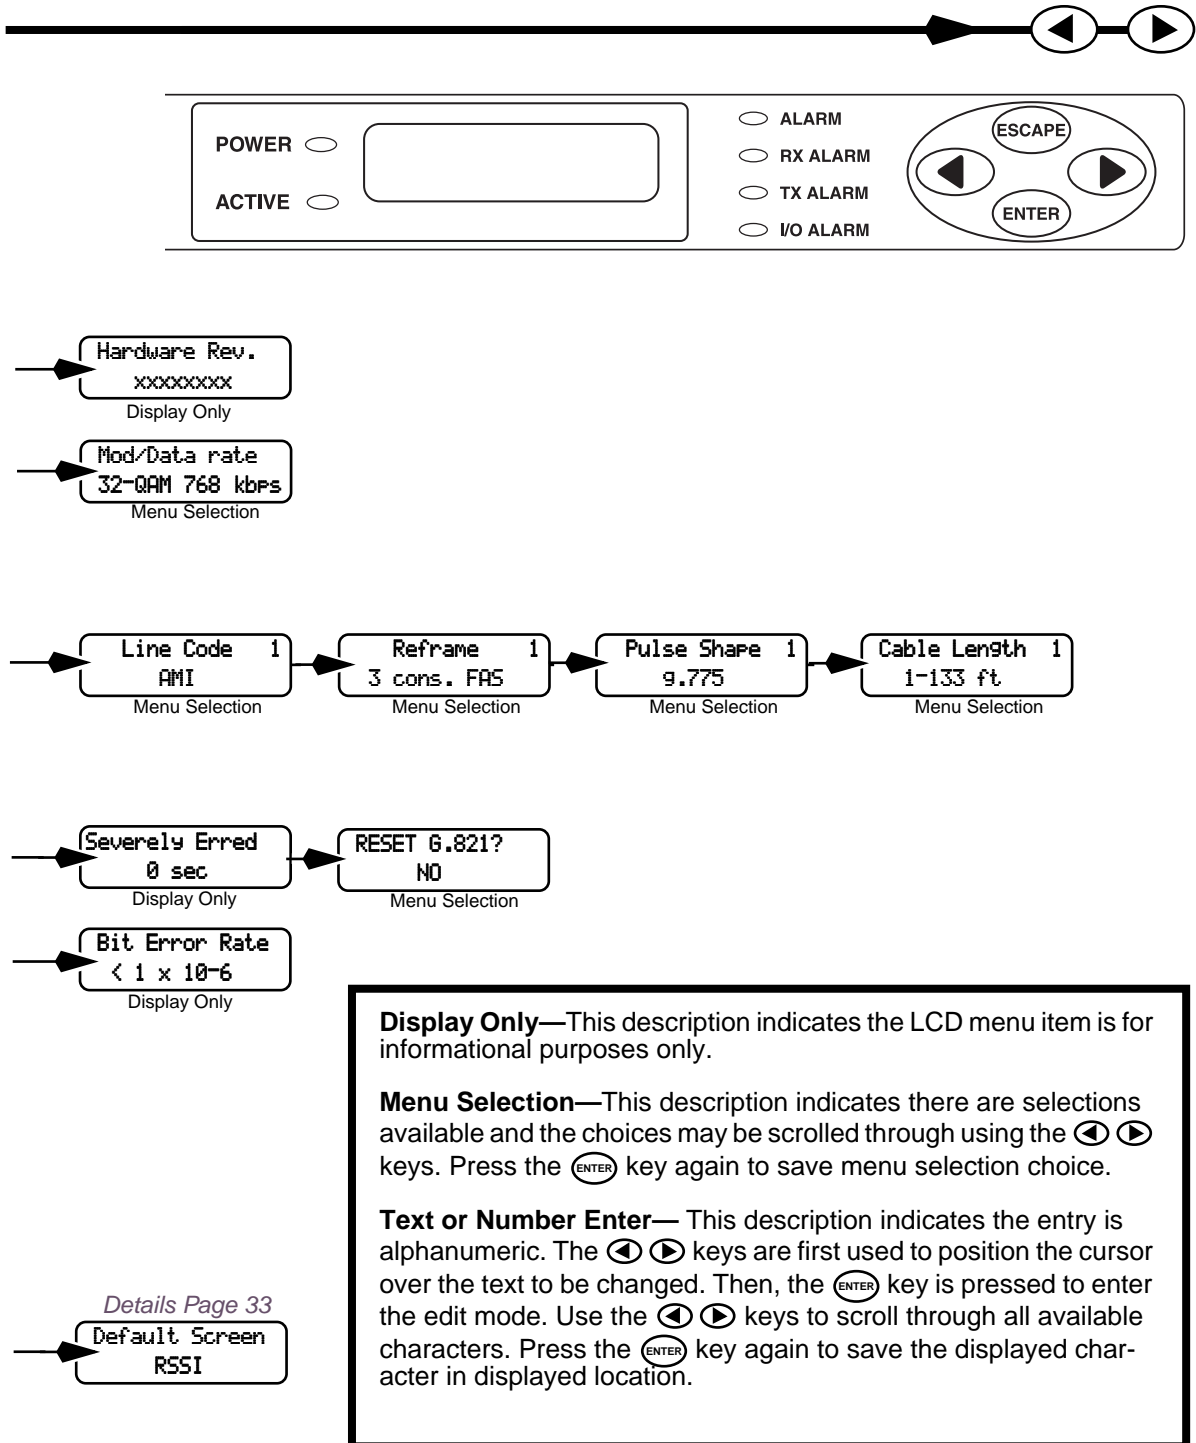 POWER
ACTIVE
ALARM
RX ALARM
TX ALARM
I/O ALARM
ESCAPE
ENTER
Hardware Rev.
xxxxxxxx
Display Only
Mod/Data rate
32-QAM 768 kbps
Menu Selection
Line Code 1
AMI
Menu Selection
Reframe 1
3 cons. FAS
Menu Selection
Pulse Shape 1
g.775
Menu Selection
Cable Length 1
1-133 ft
Menu Selection
Severely Erred
0 sec
Display Only
RESET G.821?
NO
Menu Selection
Bit Error Rate
< 1 x 10-6
Display Only
Display Only—This description indicates the LCD menu item is for
informational purposes only.
Menu Selection—This description indicates there are selections
available and the choices may be scrolled through using the
keys. Press the ENTER key again to save menu selection choice.
Text or Number Enter— This description indicates the entry is
alphanumeric. The keys are first used to position the cursor
over the text to be changed. Then, the ENTER key is pressed to enter
the edit mode. Use the keys to scroll through all available
characters. Press the ENTER key again to save the displayed char-
acter in displayed location.
Details Page 33
Default Screen
RSSI